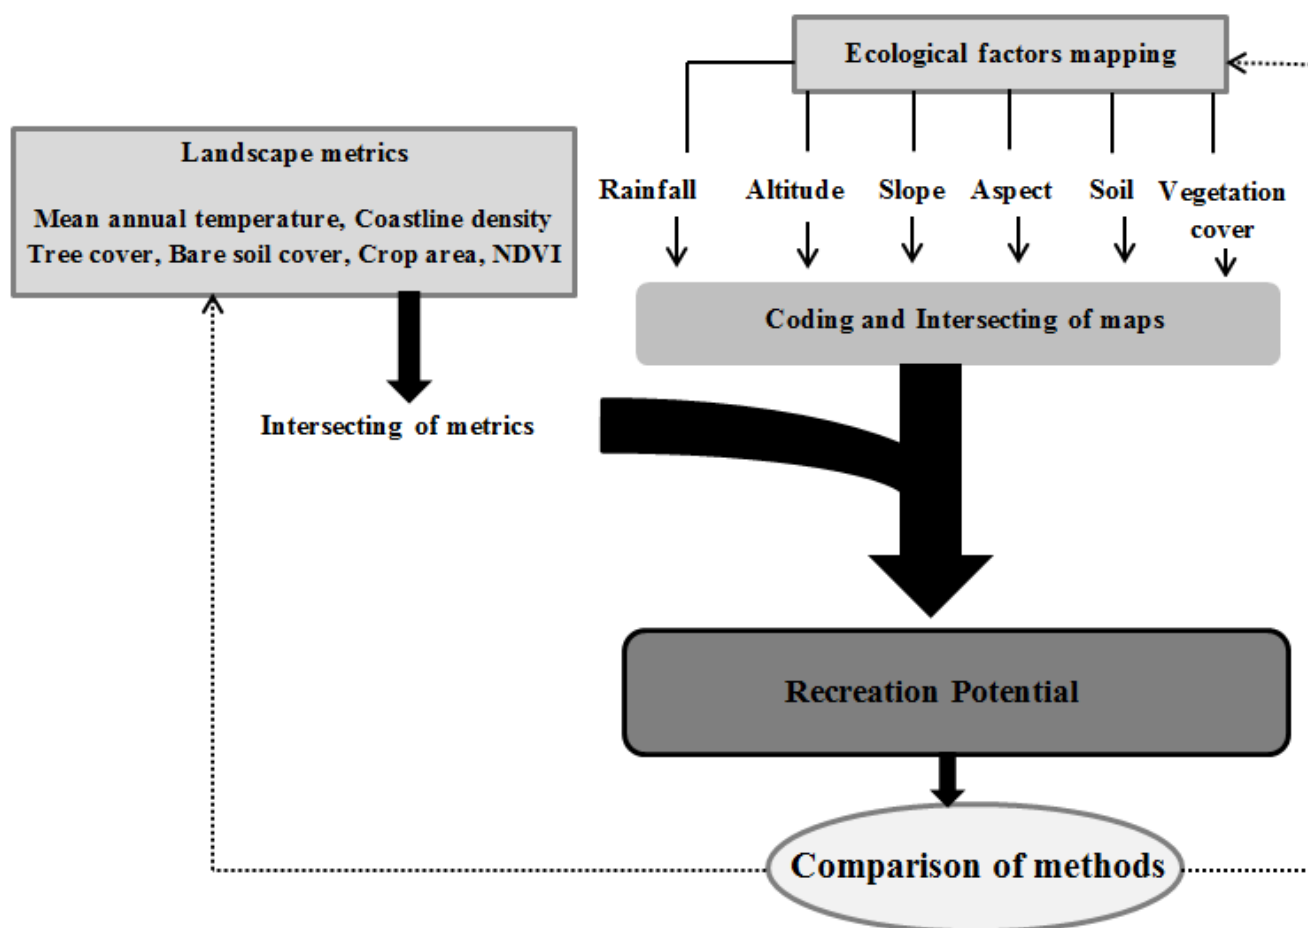 Ecological factors mapping
Landscape metrics
Mean annual temperature, Coastline density
Tree cover, Bare soil cover, Crop area, NDVI
Rainfall
Altitude
Slope
Aspect
Soil
Vegetation
cover
Coding and Intersecting of maps
Intersecting of metrics
Recreation Potential
Comparison of methods